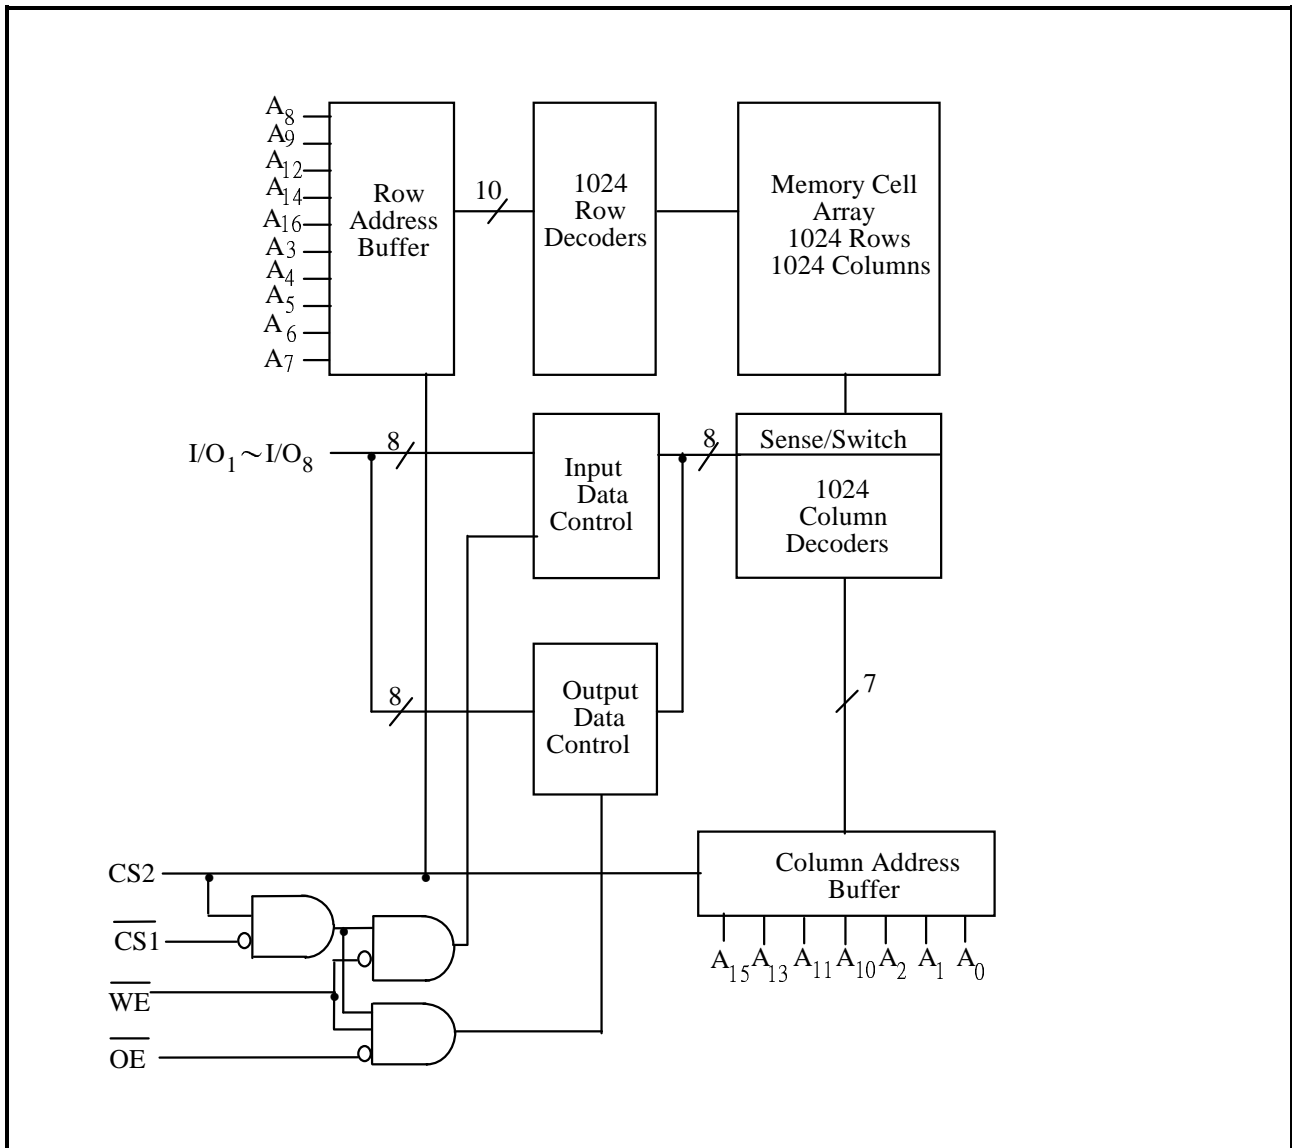 A8
A9
A12
A14
A16
A3
A4
A5
A6
A7
Row
Address
Buffer
10
1024
Row
Decoders
Memory Cell
Array
1024 Rows
1024 Columns
I/O1~I/O8
8
Input
Data
Control
8
Sense/Switch
1024
Column
Decoders
8
Output
Data
Control
7
CS2
Column Address
Buffer
CS1
A15 A13 A11 A10 A2 A1 A0
WE
OE